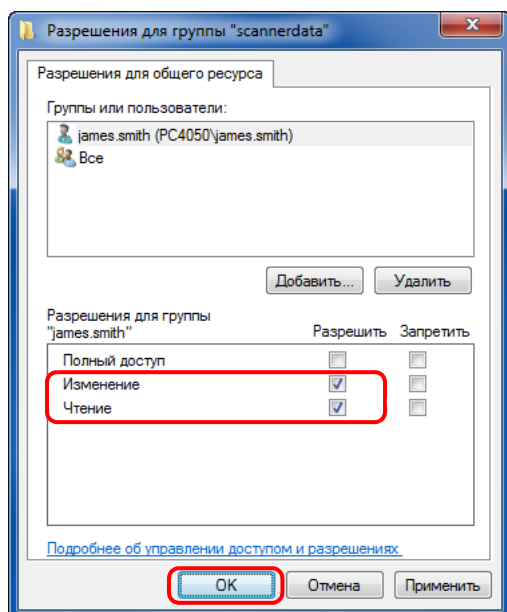 Разрешения для группы "scannerdata"
Разрешения для общего ресурса
Группы или пользователи:
james.smith (PC4050\james.smith)
Все
Добавить... Удалить
Разрешения для группы
"james.smith" Разрешить Запретить
Полный доступ
Изменение
Чтение
Подробнее об управлении доступом и разрешениях
OK Отмена Применить